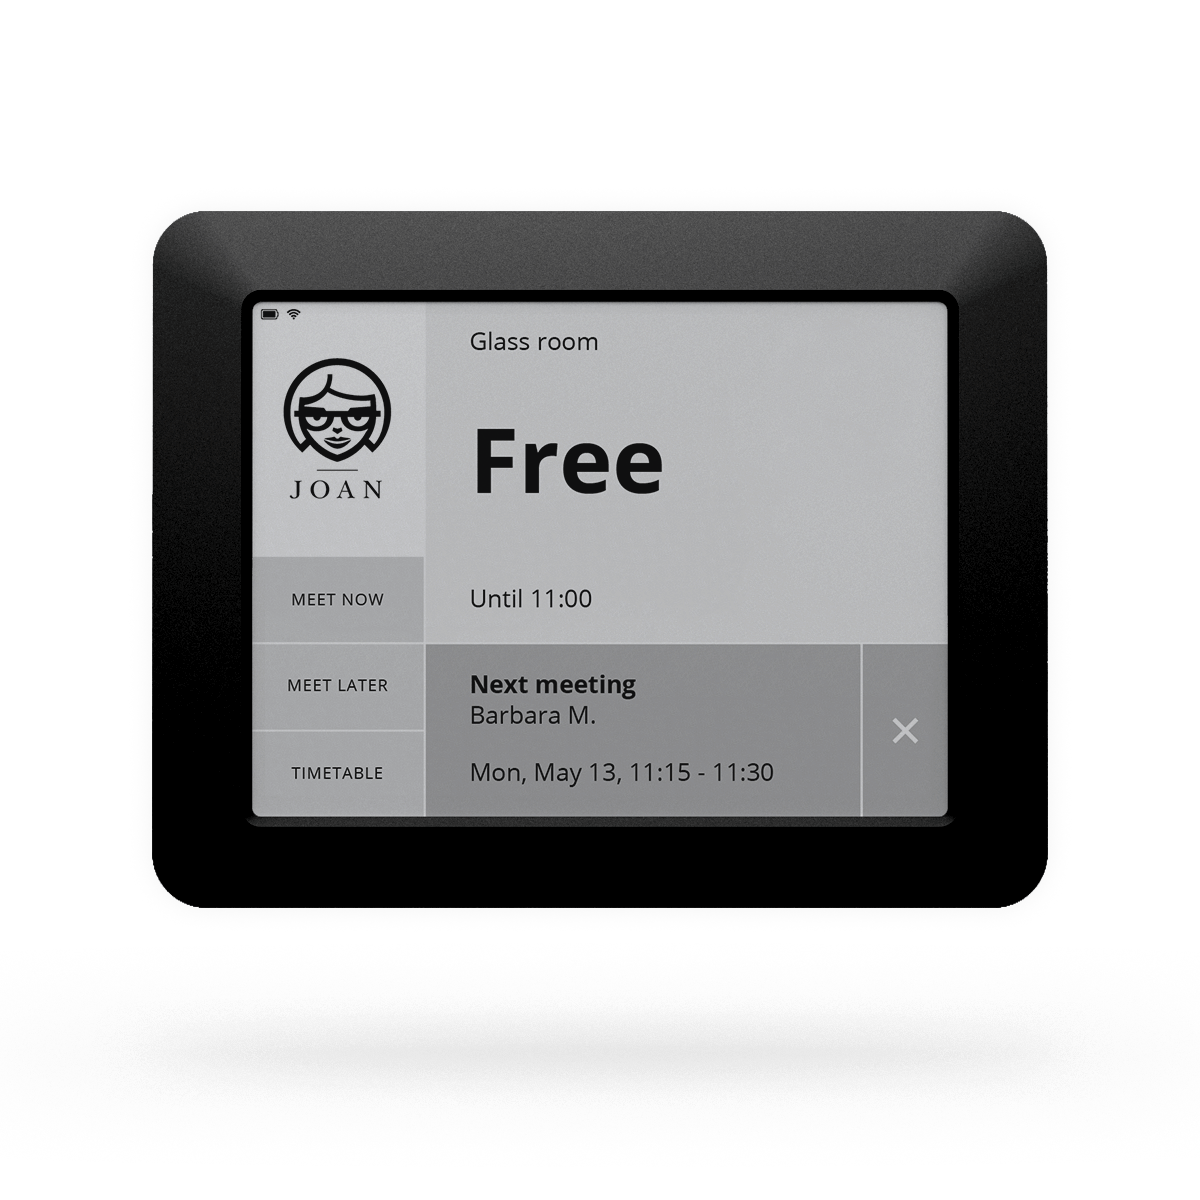 JOAN
MEET NOW
MEET LATER
TIMETABLE
Glass room
Free
Until 11:00
Next meeting
Barbara M.
Mon, May 13, 11:15 - 11:30